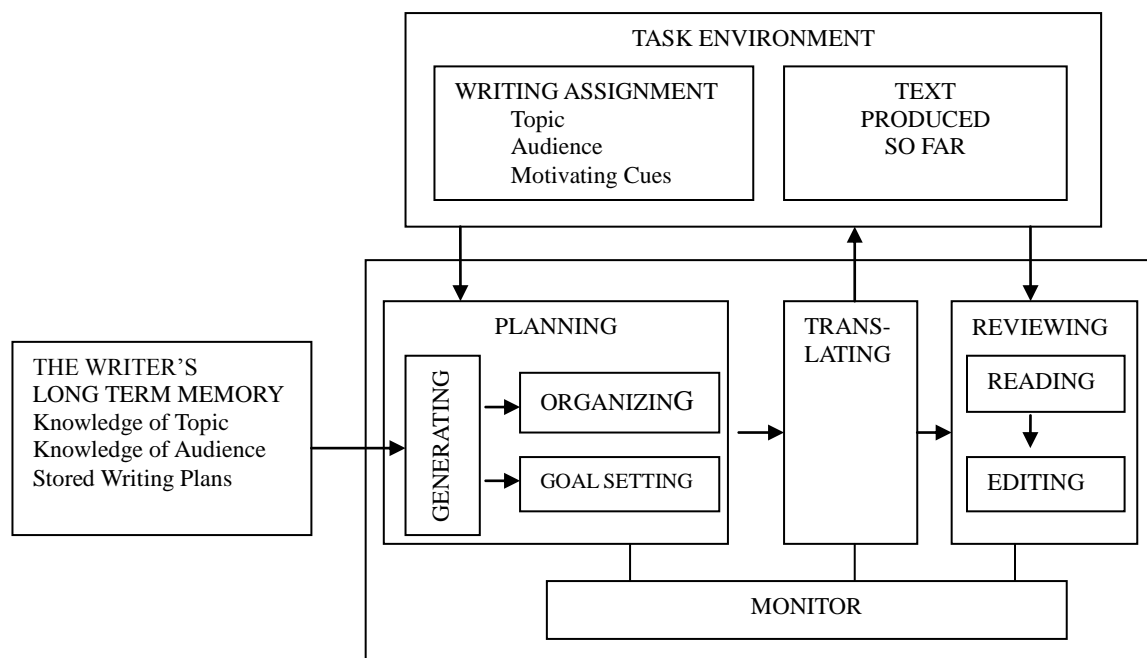 TASK ENVIRONMENT
WRITING ASSIGNMENT
Topic
Audience
Motivating Cues
TEXT
PRODUCED
SO FAR
THE WRITER’S
LONG TERM MEMORY
Knowledge of Topic
Knowledge of Audience
Stored Writing Plans
PLANNING
GENERATING
ORGANIZING
GOAL SETTING
TRANS-
LATING
REVIEWING
READING
EDITING
MONITOR